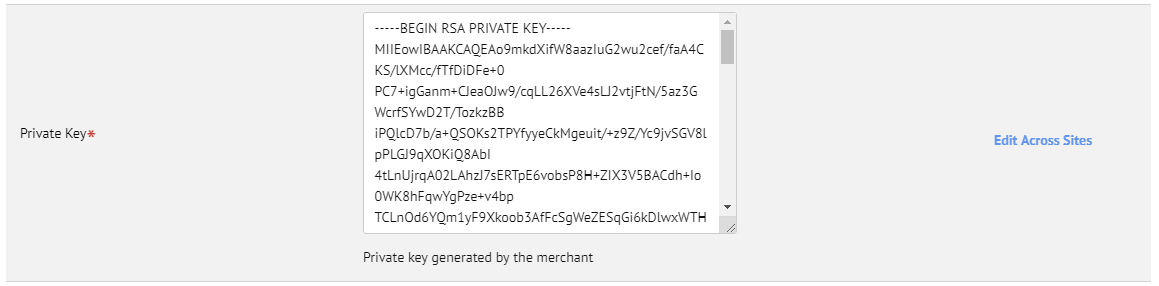 -----BEGIN RSA PRIVATE KEY-----
MIIEowIBAAKCAQEAo9mkdXifW8aazIuG2wu2cef/faA4C
KS/lXMcc/fTfDiDFe+0
PC7+igGanm+CJeaOJw9/cqLL26XVe4sLJ2vtjFtN/5az3G
WcrfSYwD2T/TozkzBB
iPQlcD7b/a+QSOKs2TPYfyyeCkMgeuit/+z9Z/Yc9jvSGV8l
pPLGJ9qXOKiQ8AbI
4tLnUjrqA02LAhzJ7sERTpE6vobsP8H+ZIX3V5BACdh+Io
0WK8hFqwYgPze+v4bp
TCLnOd6YQm1yF9Xkoob3AfFcSgWeZESqGi6kDlwxWTH
Private Key*
Edit Across Sites
Private key generated by the merchant